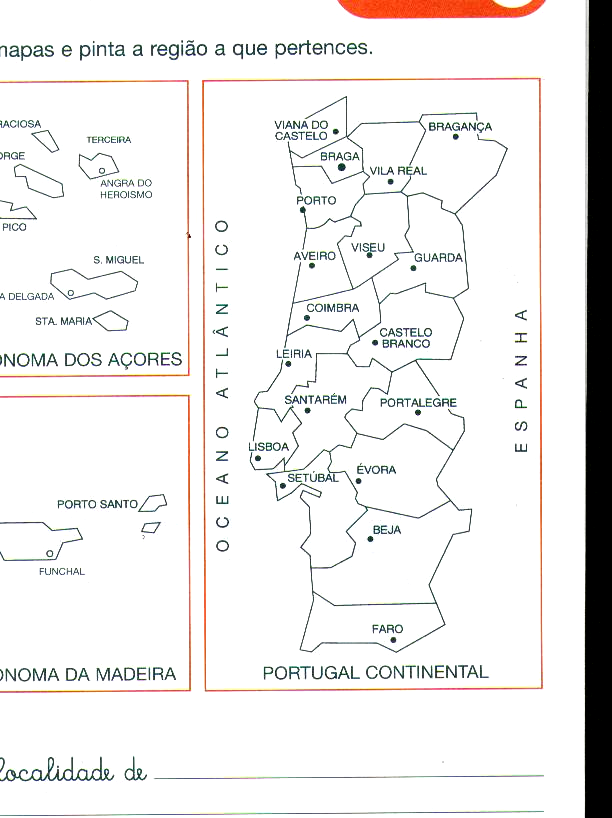 mapas e pinta a região a que pertences.
RACIOSA
TERCEIRA
ORGE
ANGRA DO
HEROISMO
PICO
S. MIGUEL
A DELGADA
STA. MARIA
ONOMA DOS AÇORES
PORTO SANTO
FUNCHAL
ONOMA DA MADEIRA
OCEANO ATLÂNTICO
VIANA DO
CASTELO
BRAGANÇA
BRAGA
VILA REAL
PORTO
AVEIRO
VISEU
GUARDA
COIMBRA
CASTELO
BRANCO
LEIRIA
SANTARÉM
PORTALEGRE
LISBOA
SETÚBAL
ÉVORA
BEJA
FARO
ESPANHA
PORTUGAL CONTINENTAL
localidade de